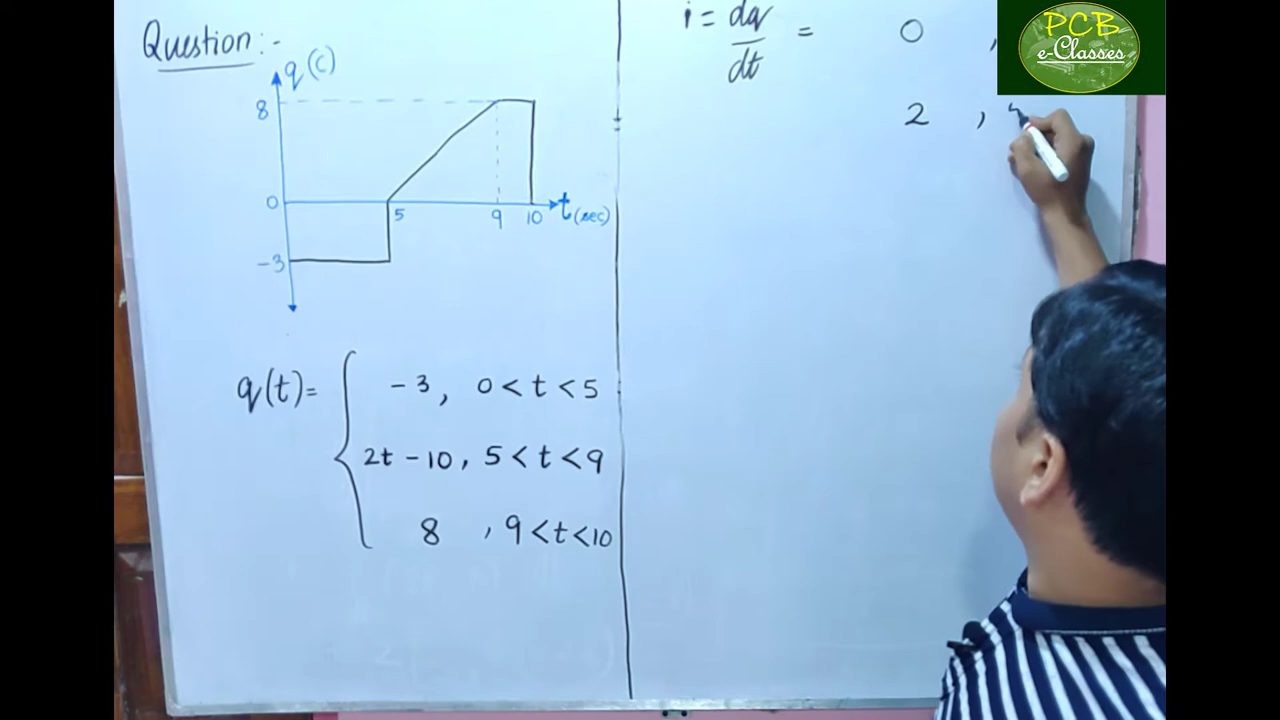 Question :-
q (C)
8
0
-3
5 9 10 t (sec)
q(t)=
-3, 0 < t < 5
2t - 10, 5 < t < 9
8 , 9 < t < 10
i = dq/dt = 0 ,
2 ,
PCB
e-Classes